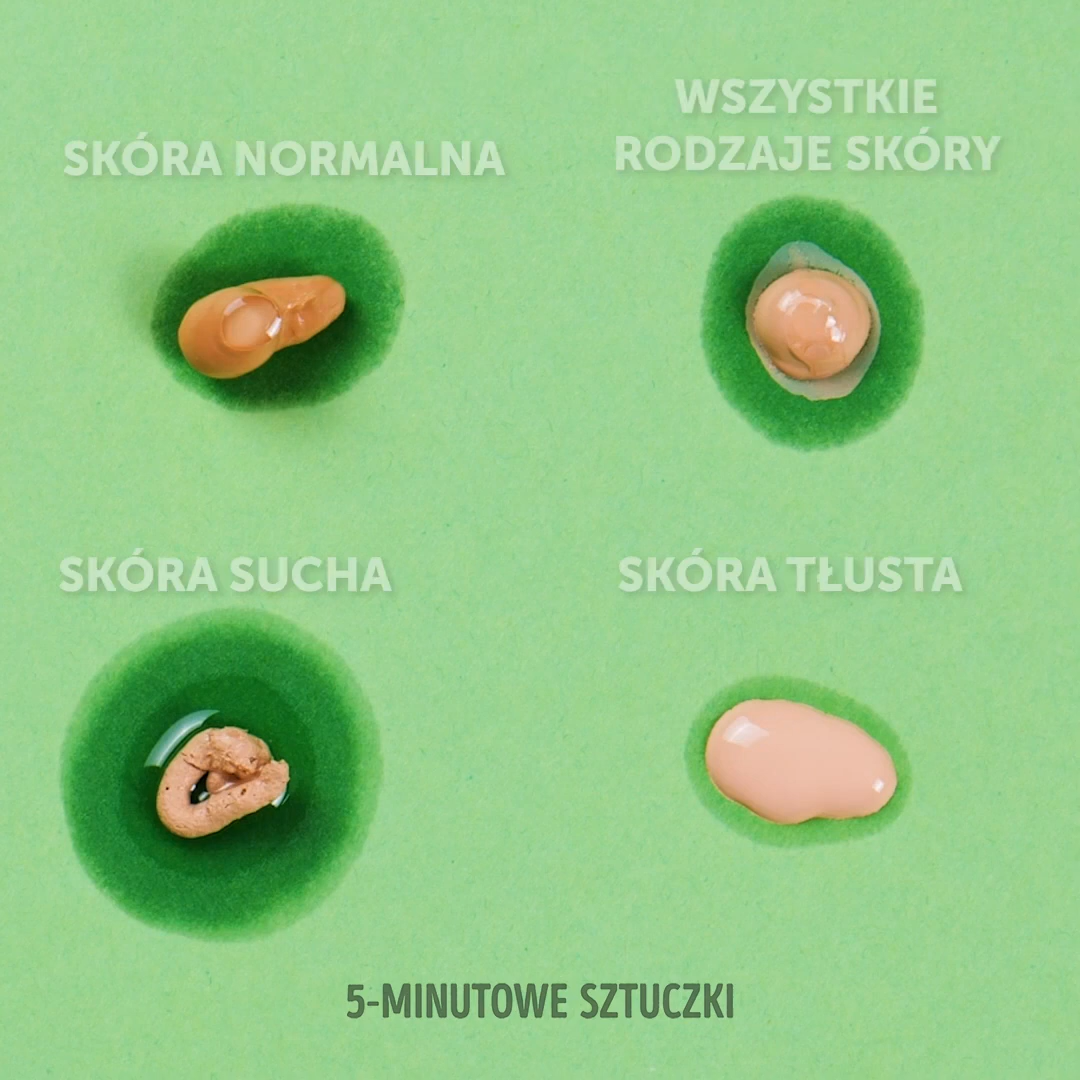 SKÓRA NORMALNA
WSZYSTKIE
RODZAJE SKÓRY
SKÓRA SUCHA
SKÓRA TŁUSTA
5-MINUTOWE SZTUCZKI